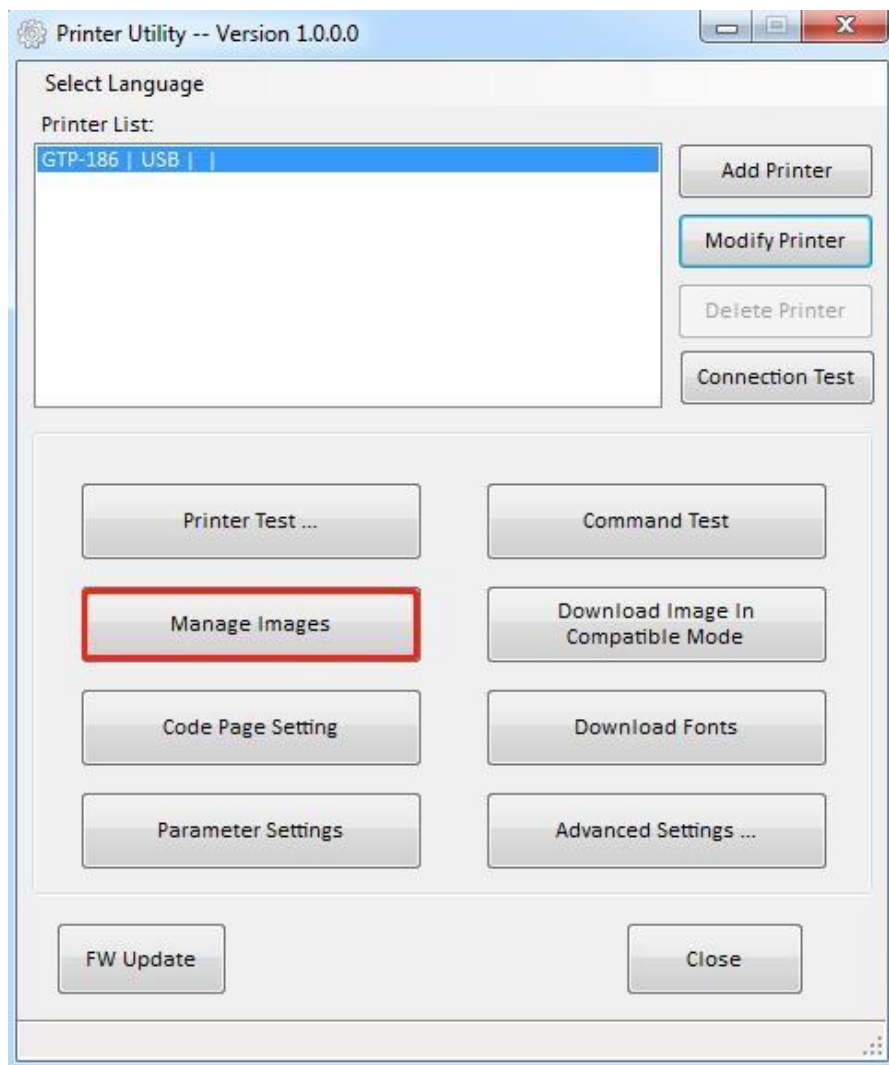 Printer Utility -- Version 1.0.0.0
Select Language
Printer List:
GTP-186 | USB | |
Add Printer
Modify Printer
Delete Printer
Connection Test
Printer Test ...
Command Test
Manage Images
Download Image In
Compatible Mode
Code Page Setting
Download Fonts
Parameter Settings
Advanced Settings ...
FW Update
Close